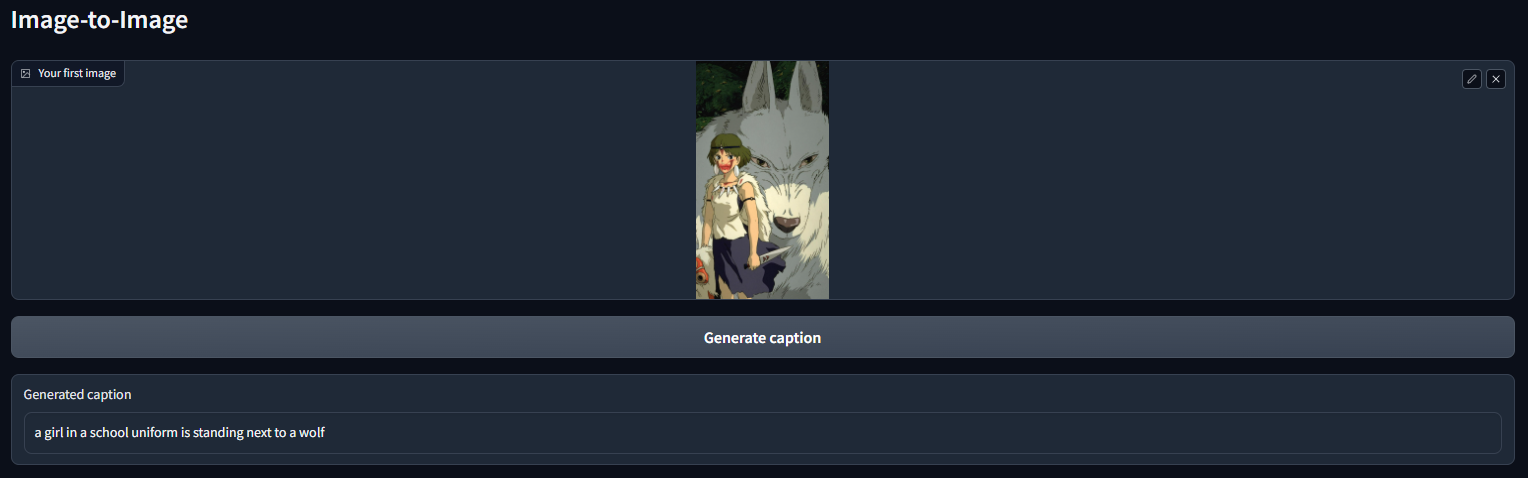 Image-to-Image
Your first image
Generate caption
Generated caption
a girl in a school uniform is standing next to a wolf